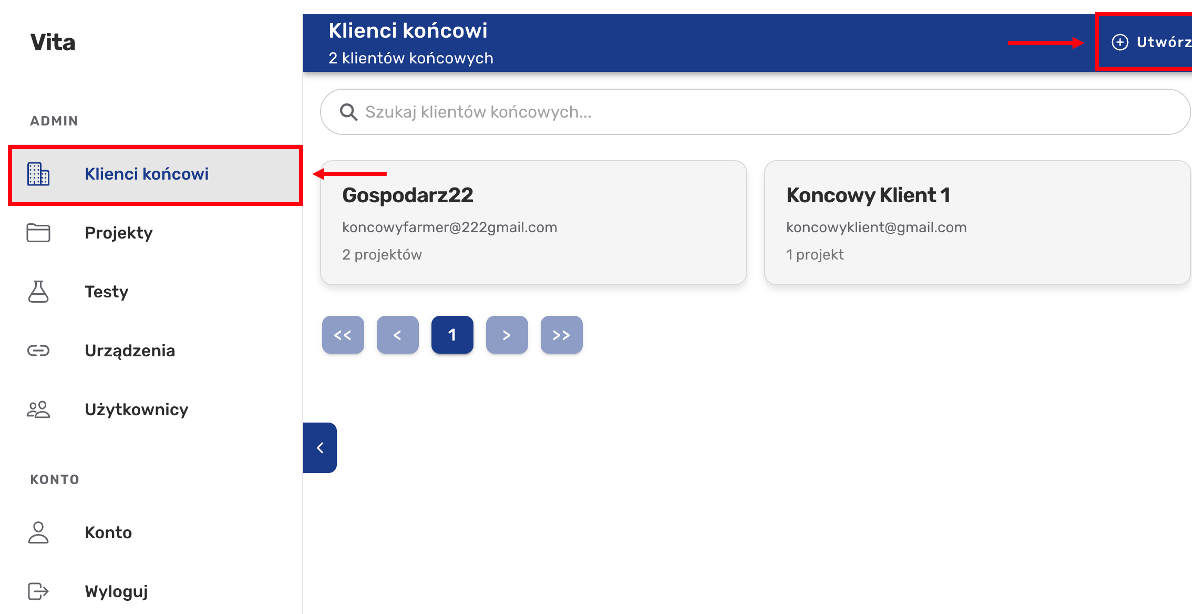 Vita
ADMIN
Klienci końcowi
Projekty
Testy
Urządzenia
Użytkownicy
KONTO
Konto
Wyloguj
Klienci końcowi
2 klientów końcowych
Utwórz
Szukaj klientów końcowych...
Gospodarz22
koncowyfarmer@222gmail.com
2 projektów
Koncowy Klient 1
koncowyklient@gmail.com
1 projekt
<< < 1 > >>